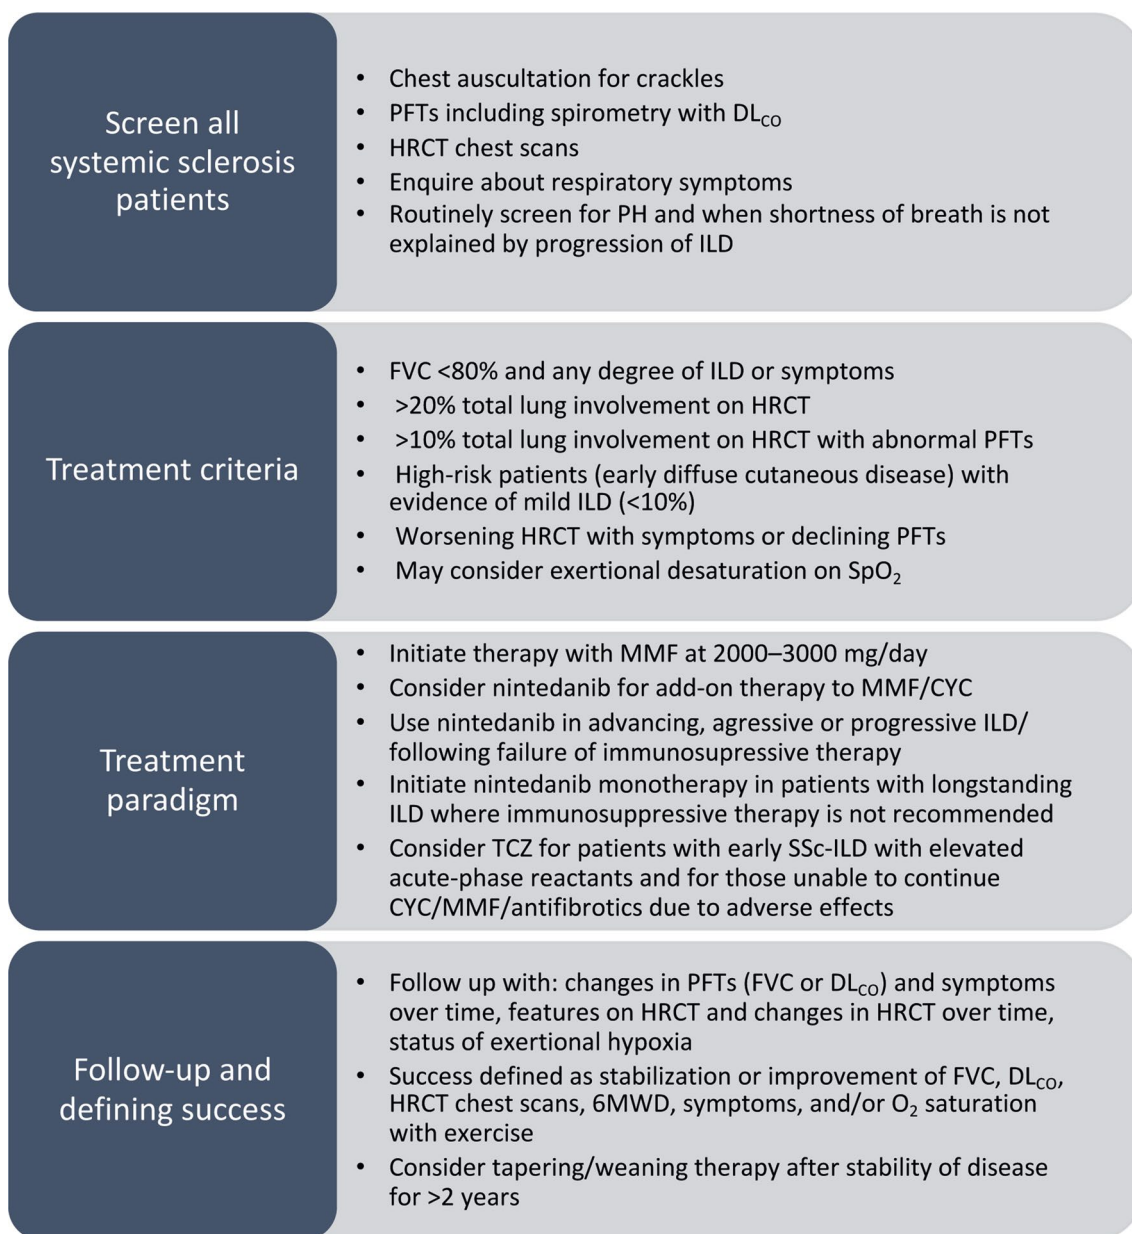 Screen all
systemic sclerosis
patients
• Chest auscultation for crackles
• PFTs including spirometry with DLCO
• HRCT chest scans
• Enquire about respiratory symptoms
• Routinely screen for PH and when shortness of breath is not
explained by progression of ILD
Treatment criteria
• FVC <80% and any degree of ILD or symptoms
• >20% total lung involvement on HRCT
• >10% total lung involvement on HRCT with abnormal PFTs
• High-risk patients (early diffuse cutaneous disease) with
evidence of mild ILD (<10%)
• Worsening HRCT with symptoms or declining PFTs
• May consider exertional desaturation on SpO2
Treatment
paradigm
• Initiate therapy with MMF at 2000–3000 mg/day
• Consider nintedanib for add-on therapy to MMF/CYC
• Use nintedanib in advancing, agressive or progressive ILD/
following failure of immunosupressive therapy
• Initiate nintedanib monotherapy in patients with longstanding
ILD where immunosuppressive therapy is not recommended
• Consider TCZ for patients with early SSc-ILD with elevated
acute-phase reactants and for those unable to continue
CYC/MMF/antifibrotics due to adverse effects
Follow-up and
defining success
• Follow up with: changes in PFTs (FVC or DLCO) and symptoms
over time, features on HRCT and changes in HRCT over time,
status of exertional hypoxia
• Success defined as stabilization or improvement of FVC, DLCO,
HRCT chest scans, 6MWD, symptoms, and/or O2 saturation
with exercise
• Consider tapering/weaning therapy after stability of disease
for >2 years